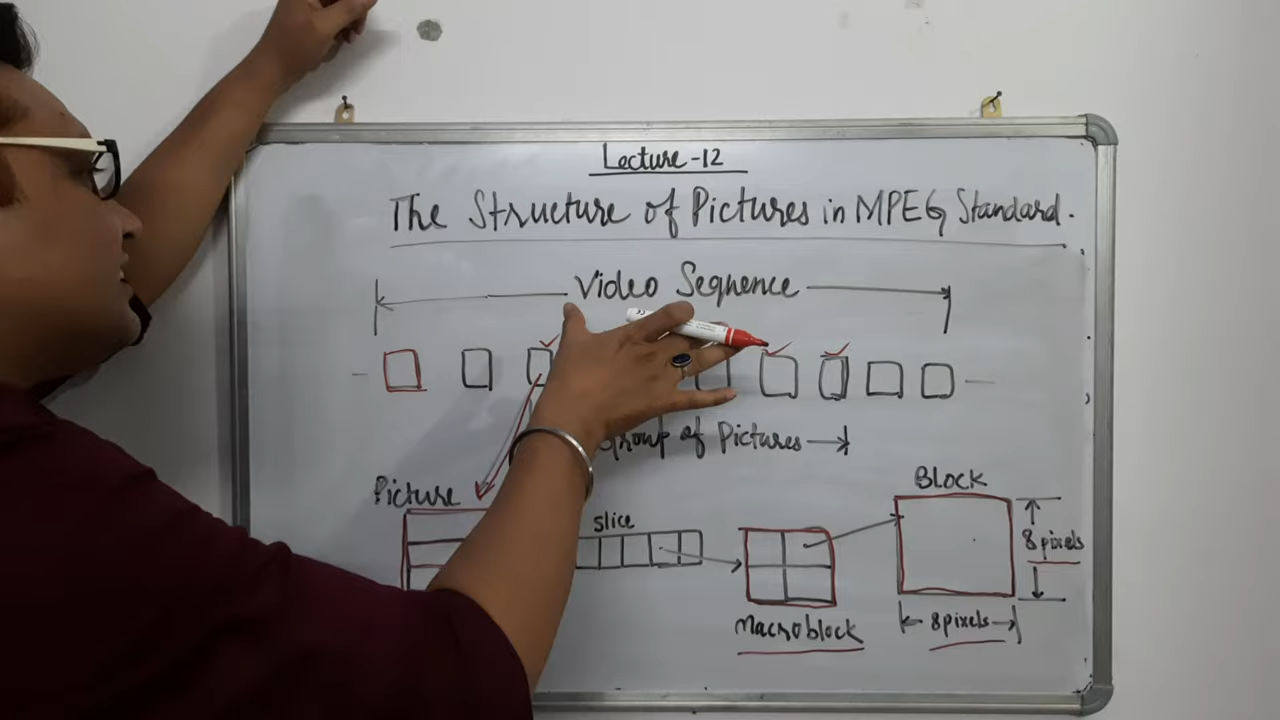 Lecture-12
The Structure of Pictures in MPEG Standard.
Video Sequence
Group of Pictures
Picture
slice
Block
8 pixels
Macroblock
8 pixels